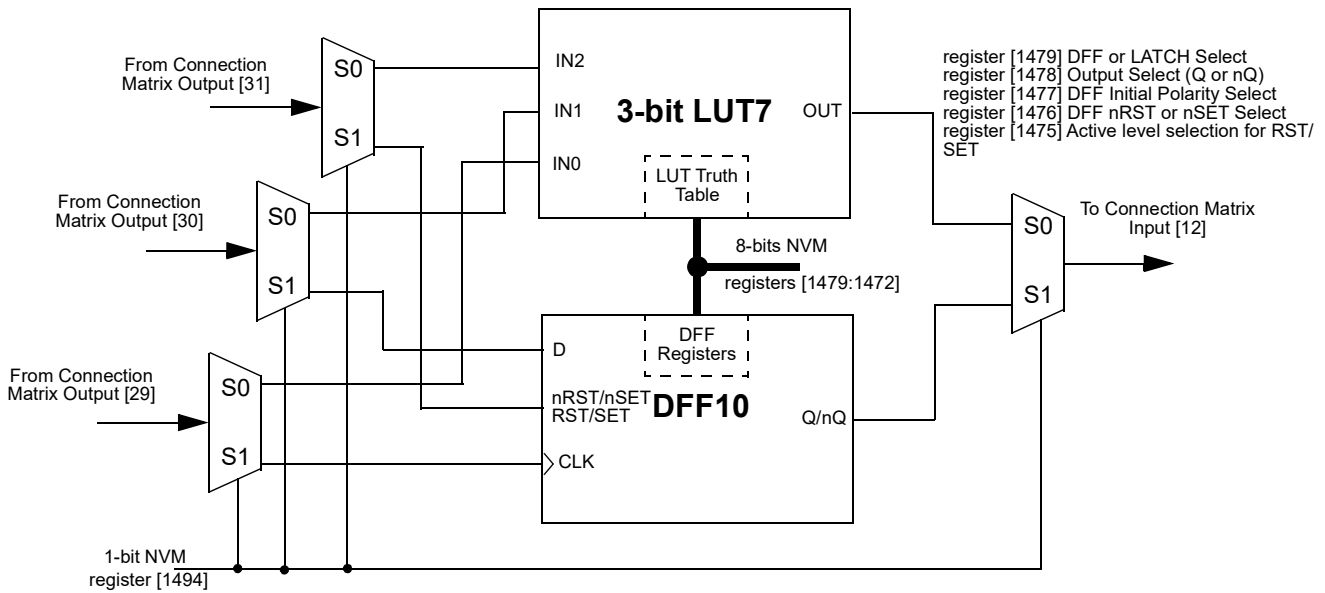 From Connection
Matrix Output [31]
S0
S1
From Connection
Matrix Output [30]
S0
S1
From Connection
Matrix Output [29]
S0
S1
1-bit NVM
register [1494]
IN2
IN1
IN0
3-bit LUT7
OUT
LUT Truth
Table
8-bits NVM
registers [1479:1472]
DFF
Registers
D
nRST/nSET
RST/SET
DFF10
CLK
Q/nQ
register [1479] DFF or LATCH Select
register [1478] Output Select (Q or nQ)
register [1477] DFF Initial Polarity Select
register [1476] DFF nRST or nSET Select
register [1475] Active level selection for RST/
SET
S0
S1
To Connection Matrix
Input [12]